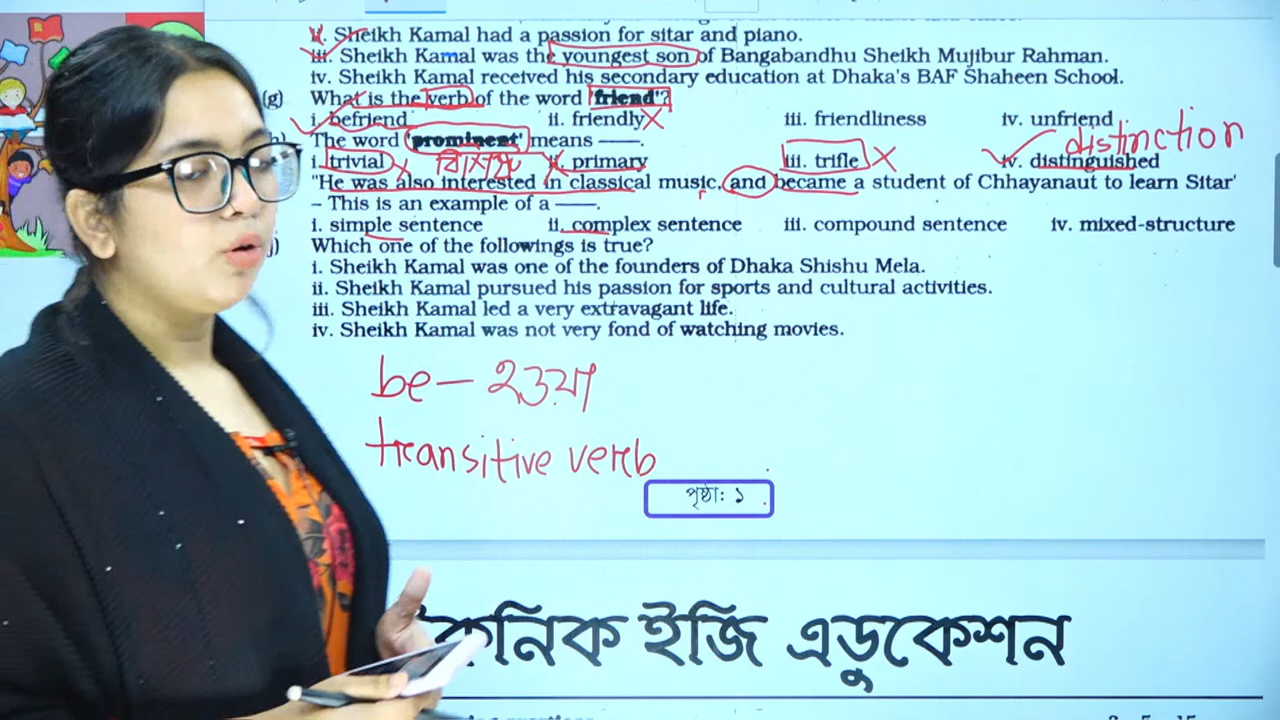 ii. Sheikh Kamal had a passion for sitar and piano.
iii. Sheikh Kamal was the youngest son of Bangabandhu Sheikh Mujibur Rahman.
iv. Sheikh Kamal received his secondary education at Dhaka's BAF Shaheen School.
(g) What is the verb of the word 'friend'?
i. befriend ii. friendly iii. friendliness iv. unfriend
distinction
The word 'prominent' means ——.
i. trivial ii. primary iii. trifle iv. distinguished
"He was also interested in classical music, and became a student of Chhayanaut to learn Sitar'
– This is an example of a ——.
i. simple sentence ii. complex sentence iii. compound sentence iv. mixed-structure
Which one of the followings is true?
i. Sheikh Kamal was one of the founders of Dhaka Shishu Mela.
ii. Sheikh Kamal pursued his passion for sports and cultural activities.
iii. Sheikh Kamal led a very extravagant life.
iv. Sheikh Kamal was not very fond of watching movies.
be – হওয়া
transitive verb
পৃষ্ঠা: ১
কনিক ইজি এডুকেশন